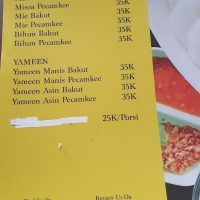 Misoa Pecamkee 35K
Mie Bakut 35K
Mie Pecamkee 35K
Bihun Bakut 35K
Bihun Pecamkee 35K
YAMEEN
Yameen Manis Bakut 35K
Yameen Manis Pecamkee 35K
Yameen Asin Bakut 35K
Yameen Asin Pecamkee 35K
25K/Porsi
Review Us On